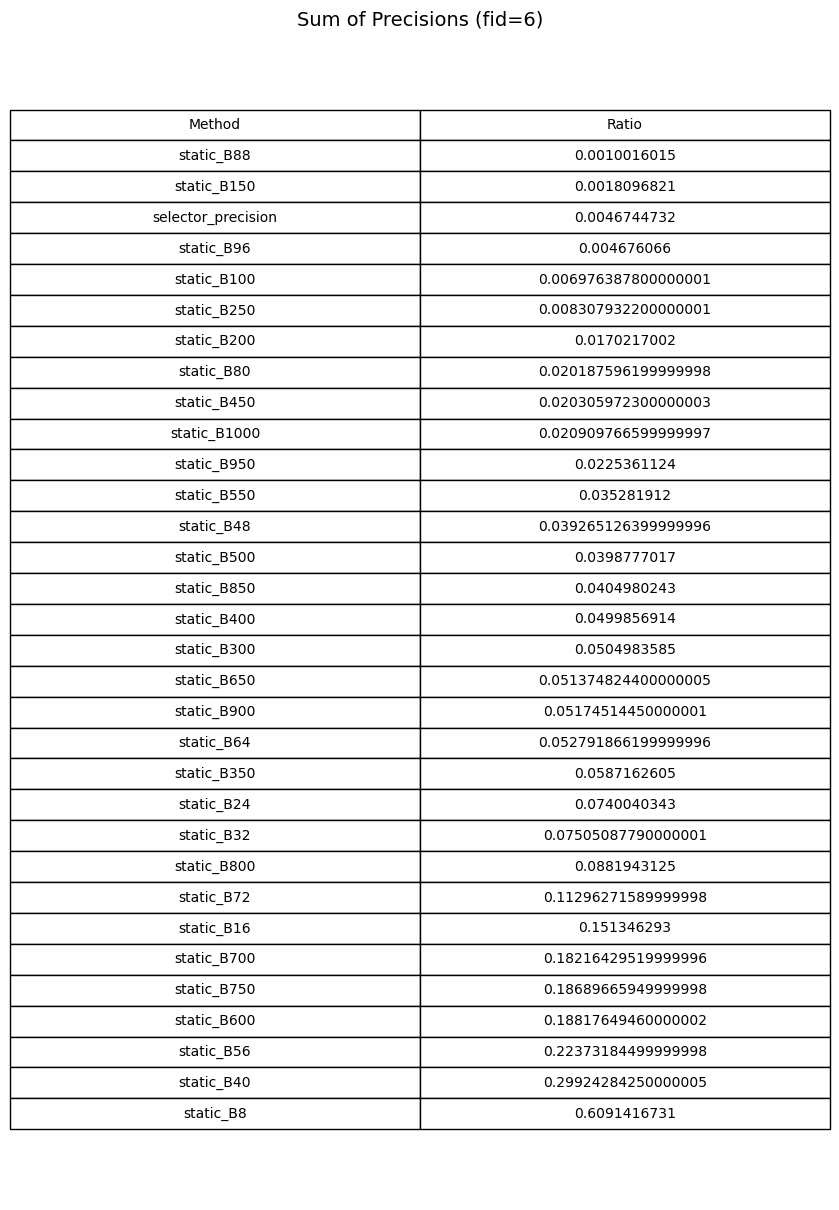 Sum of Precisions (fid=6)
Method Ratio
static_B88 0.0010016015
static_B150 0.0018096821
selector_precision 0.0046744732
static_B96 0.004676066
static_B100 0.006976387800000001
static_B250 0.008307932200000001
static_B200 0.0170217002
static_B80 0.020187596199999998
static_B450 0.020305972300000003
static_B1000 0.020909766599999997
static_B950 0.0225361124
static_B550 0.035281912
static_B48 0.039265126399999996
static_B500 0.0398777017
static_B850 0.0404980243
static_B400 0.0499856914
static_B300 0.0504983585
static_B650 0.051374824400000005
static_B900 0.05174514450000001
static_B64 0.052791866199999996
static_B350 0.0587162605
static_B24 0.0740040343
static_B32 0.07505087790000001
static_B800 0.0881943125
static_B72 0.11296271589999998
static_B16 0.151346293
static_B700 0.18216429519999996
static_B750 0.18689665949999998
static_B600 0.18817649460000002
static_B56 0.22373184499999998
static_B40 0.29924284250000005
static_B8 0.6091416731